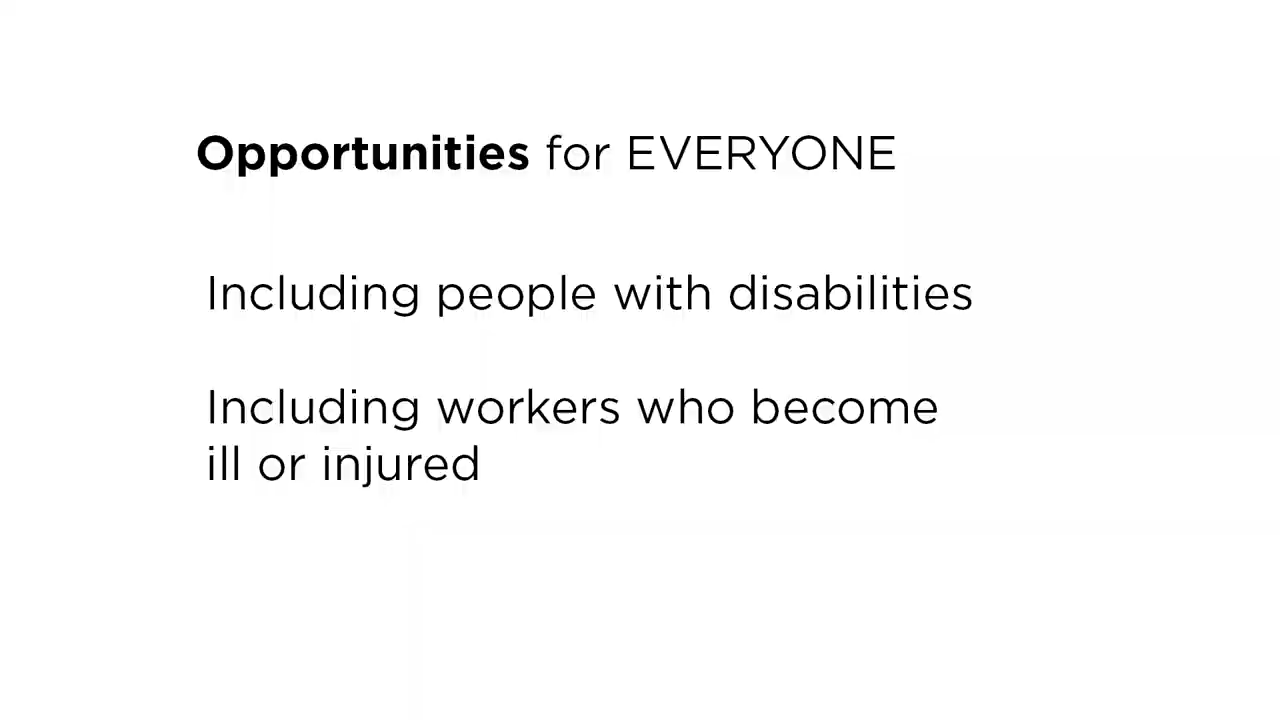 Opportunities for EVERYONE
Including people with disabilities
Including workers who become
ill or injured